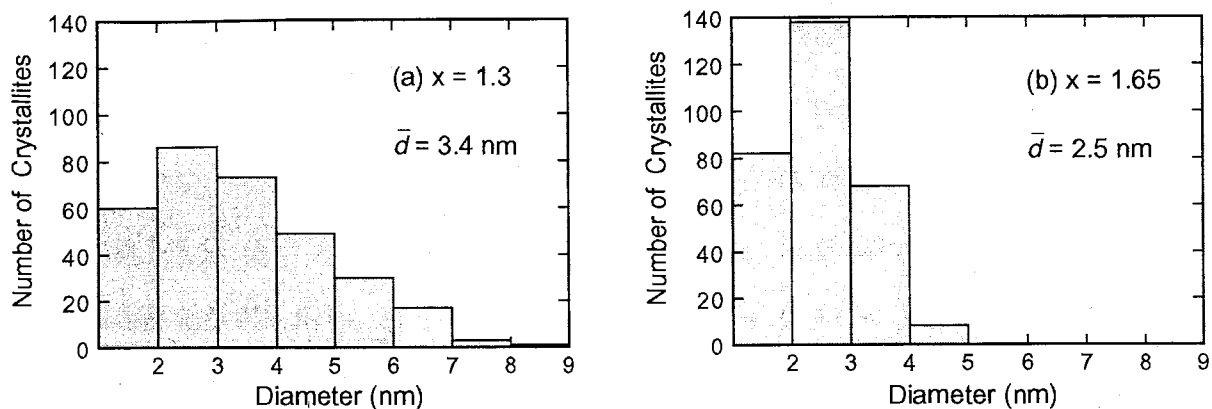 140
120
100
80
60
40
20
0
Number of Crystallites
(a) x = 1.3
d̅ = 3.4 nm
2 3 4 5 6 7 8 9
Diameter (nm)
140
120
100
80
60
40
20
0
Number of Crystallites
(b) x = 1.65
d̅ = 2.5 nm
2 3 4 5 6 7 8 9
Diameter (nm)